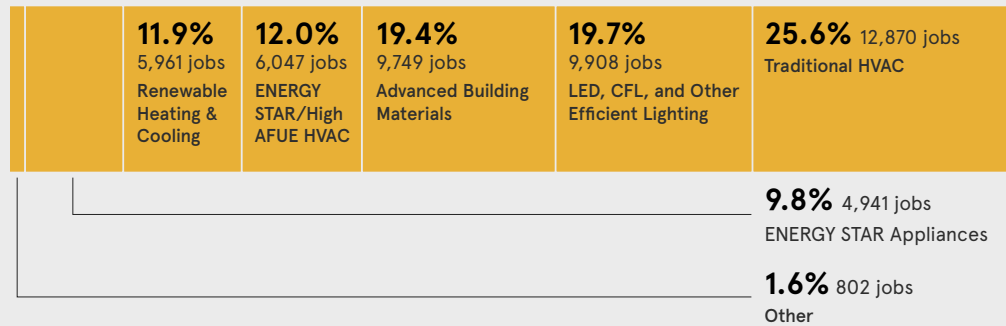 11.9%
5,961 jobs
Renewable
Heating &
Cooling
12.0%
6,047 jobs
ENERGY
STAR/High
AFUE HVAC
19.4%
9,749 jobs
Advanced Building
Materials
19.7%
9,908 jobs
LED, CFL, and Other
Efficient Lighting
25.6% 12,870 jobs
Traditional HVAC
9.8% 4,941 jobs
ENERGY STAR Appliances
1.6% 802 jobs
Other